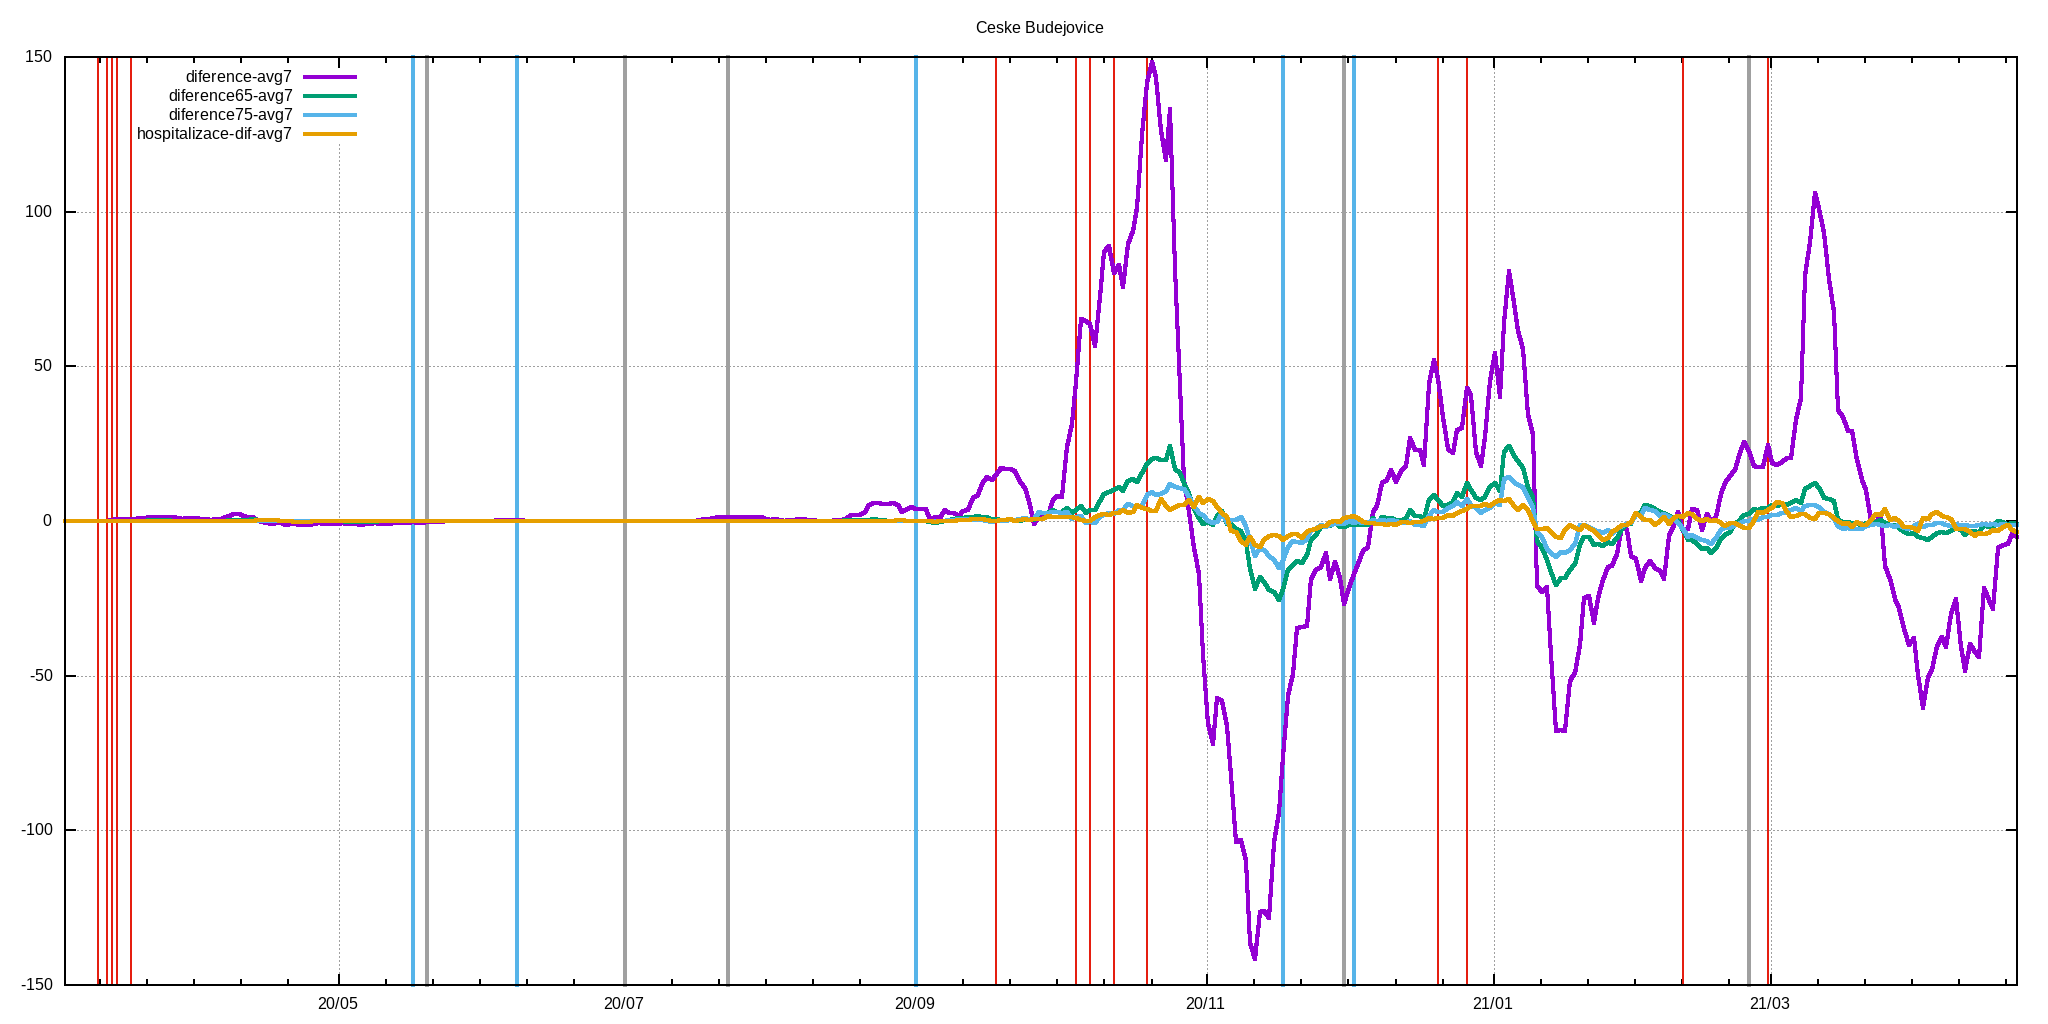 Ceske Budejovice
diference-avg7
diference65-avg7
diference75-avg7
hospitalizace-dif-avg7
150
100
50
0
-50
-100
-150
20/05 20/07 20/09 20/11 21/01 21/03